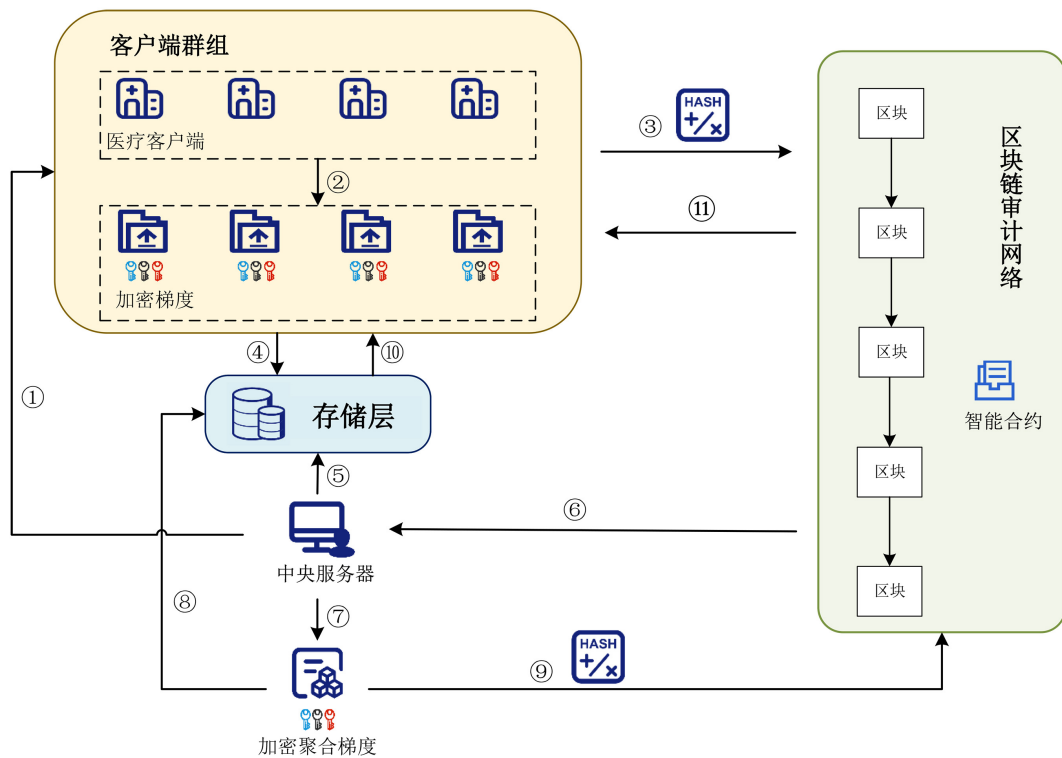 客户端群组
医疗客户端
②
加密梯度
③
HASH
+/×
⑪
区块链审计网络
区块
区块
区块
区块
区块
智能合约
①
④
⑩
存储层
⑤
⑥
中央服务器
⑧
⑦
⑨
HASH
+/×
加密聚合梯度